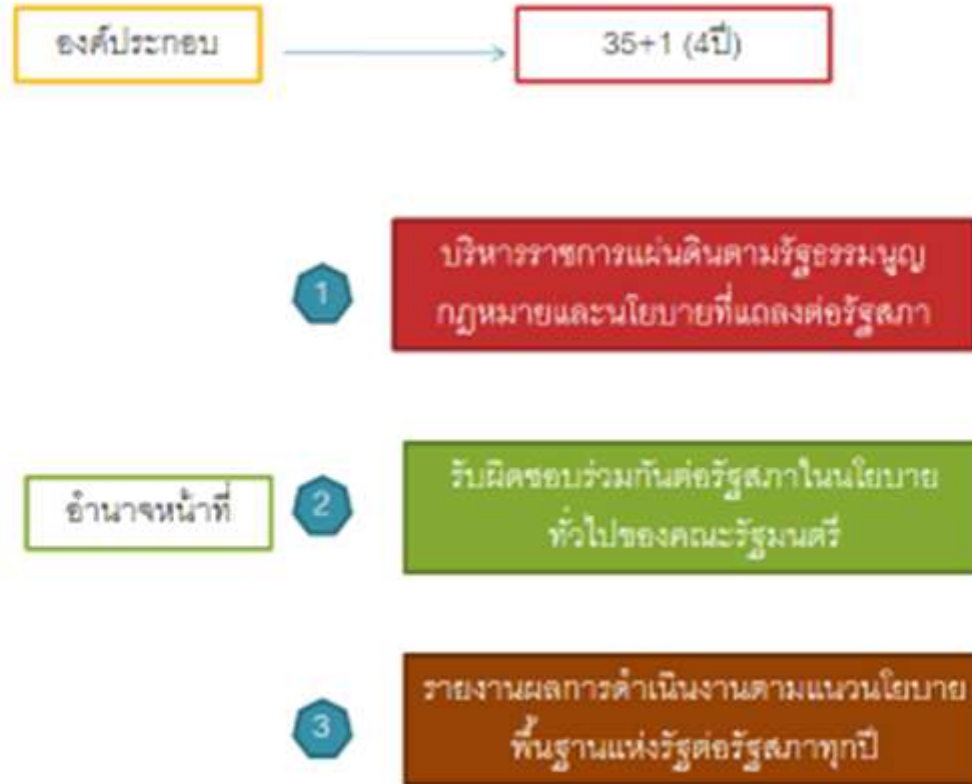 องค์ประกอบ
35+1 (4ปี)
1
บริหารราชการแผ่นดินตามรัฐธรรมนูญ
กฎหมายและนโยบายที่แถลงต่อรัฐสภา
อำนาจหน้าที่
2
รับผิดชอบร่วมกันต่อรัฐสภาในนโยบาย
ทั่วไปของคณะรัฐมนตรี
3
รายงานผลการดำเนินงานตามแนวนโยบาย
พื้นฐานแห่งรัฐต่อรัฐสภาทุกปี